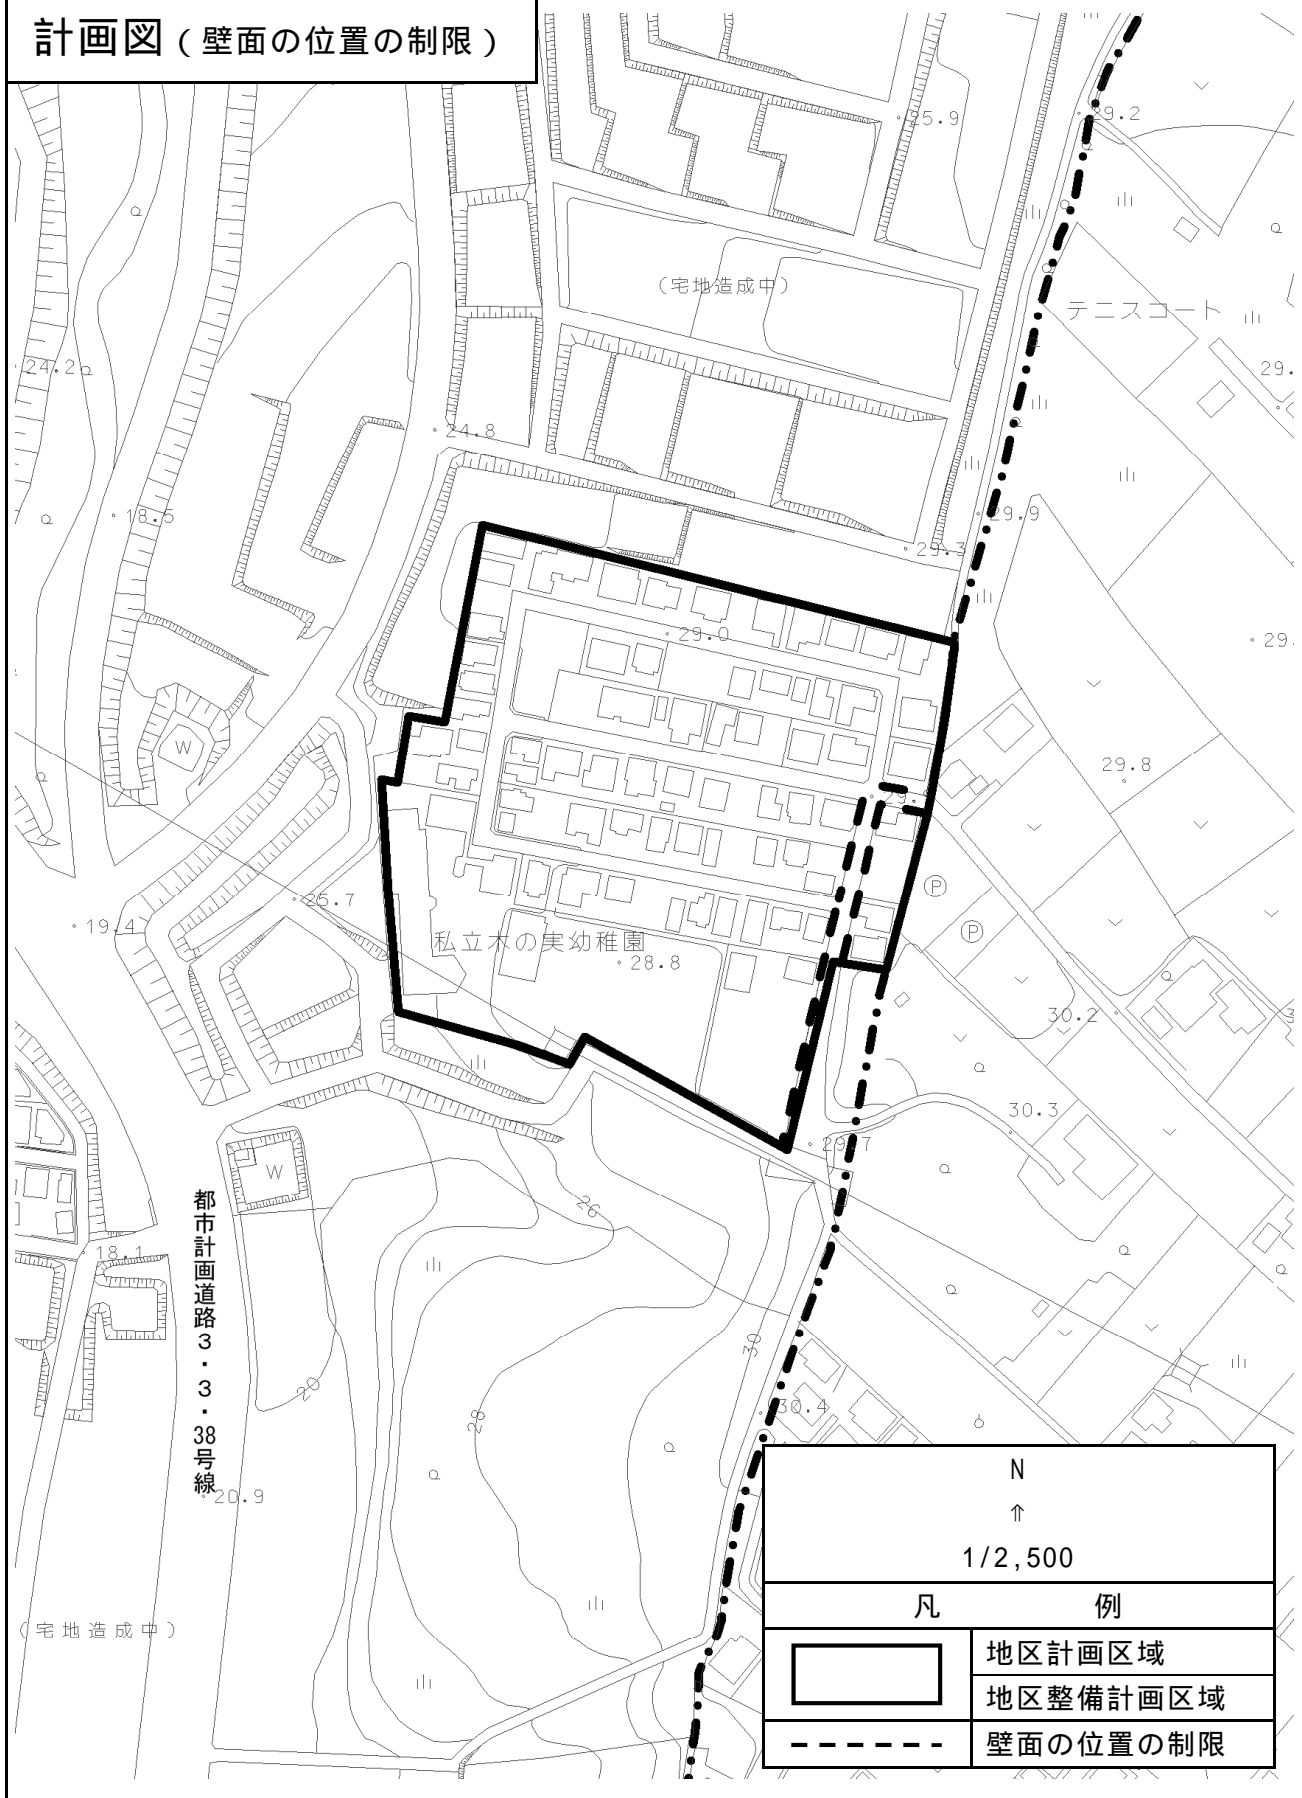 計画図（壁面の位置の制限）
29.2
25.9
（宅地造成中）
テニスコート
24.2
29.
24.8
18.5
29.9
29.3
29.0
29.
W
29.8
29.
P
25.7
19.4
P
私立木の実幼稚園
28.8
30.2
3
30.3
29.7
W
26
都市計画道路３・３・38号線
18.1
30
20
28
30.4
20.9
（宅地造成中）
N
⇑
1/2,500
凡 例
地区計画区域
地区整備計画区域
壁面の位置の制限